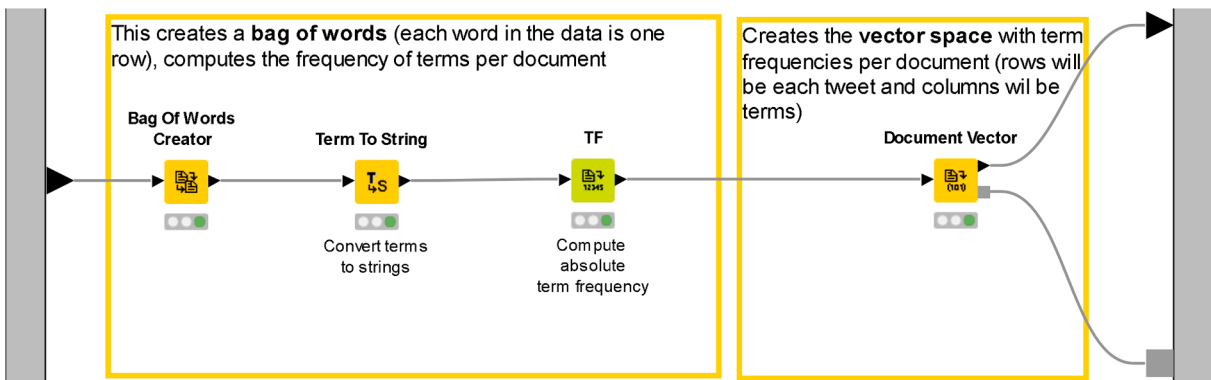 This creates a bag of words (each word in the data is one
row), computes the frequency of terms per document
Bag Of Words
Creator
Term To String
T
S
Convert terms
to strings
TF
12345
Compute
absolute
term frequency
Creates the vector space with term
frequencies per document (rows will
be each tweet and columns wil be
terms)
Document Vector
(101)